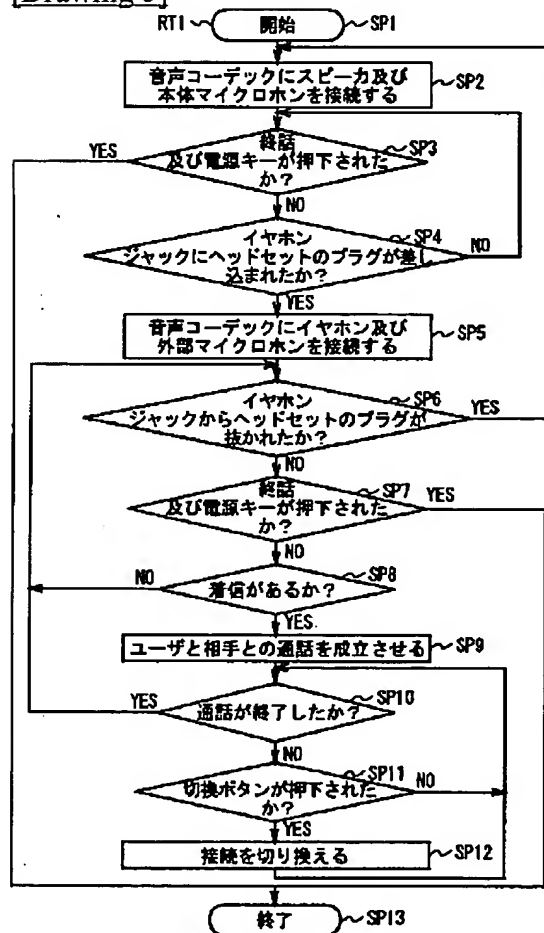 RT1 開始 SP1
音声コーデックにスピーカ及び
本体マイクロホンを接続する
SP2
終話
及び電源キーが押下された
か?
SP3
YES
NO
イヤホン
ジャックにヘッドセットのプラグが差し
込まれたか?
SP4
NO
YES
音声コーデックにイヤホン及び
外部マイクロホンを接続する
SP5
イヤホン
ジャックからヘッドセットのプラグが
抜かれたか?
SP6
YES
NO
終話
及び電源キーが押下された
か?
SP7
YES
NO
着信があるか?
SP8
NO
YES
ユーザと相手との通話を成立させる
SP9
通話が終了したか?
SP10
YES
NO
切換ボタンが押下された
か?
SP11
NO
YES
接続を切り換える
SP12
終了 SP13